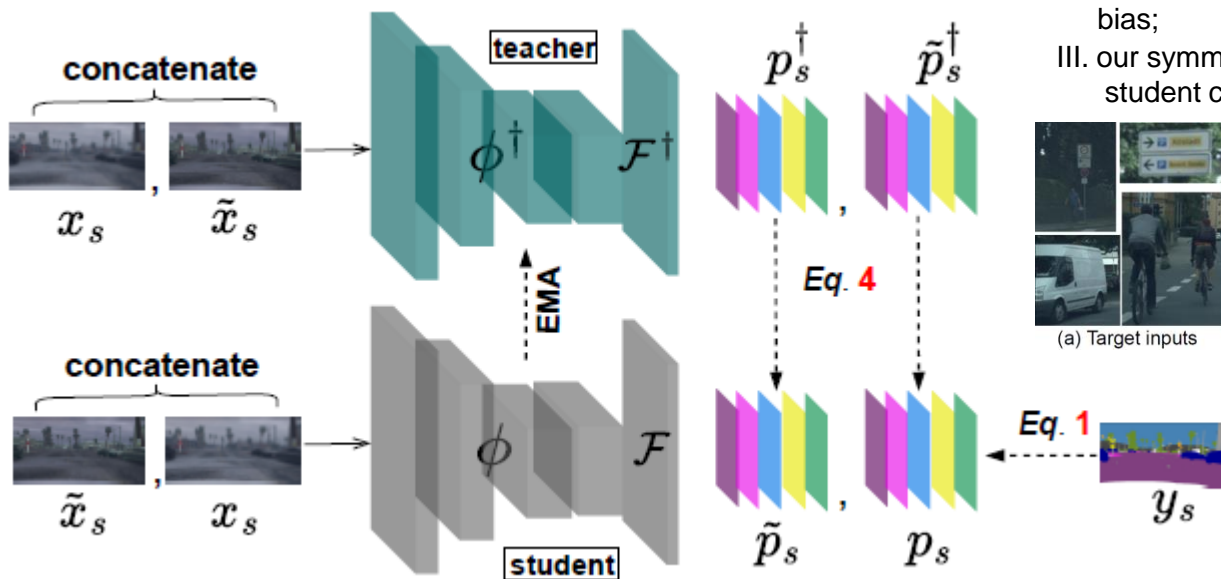 bias;
III. our symm
student c
teacher
concatenate
p_s^† , p̃_s^†
ϕ^† F^†
x_s , x̃_s
EMA
Eq. 4
(a) Target inputs
concatenate
ϕ F
Eq. 1
x̃_s , x_s
p̃_s , p_s
y_s
student